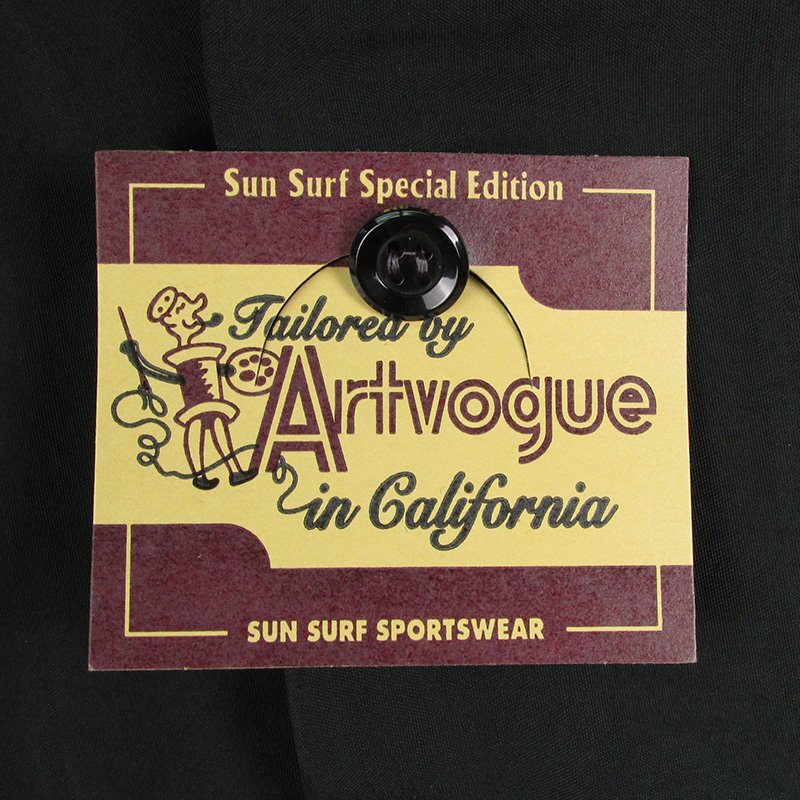 Sun Surf Special Edition
Tailored by
Artvogue
in California
SUN SURF SPORTSWEAR